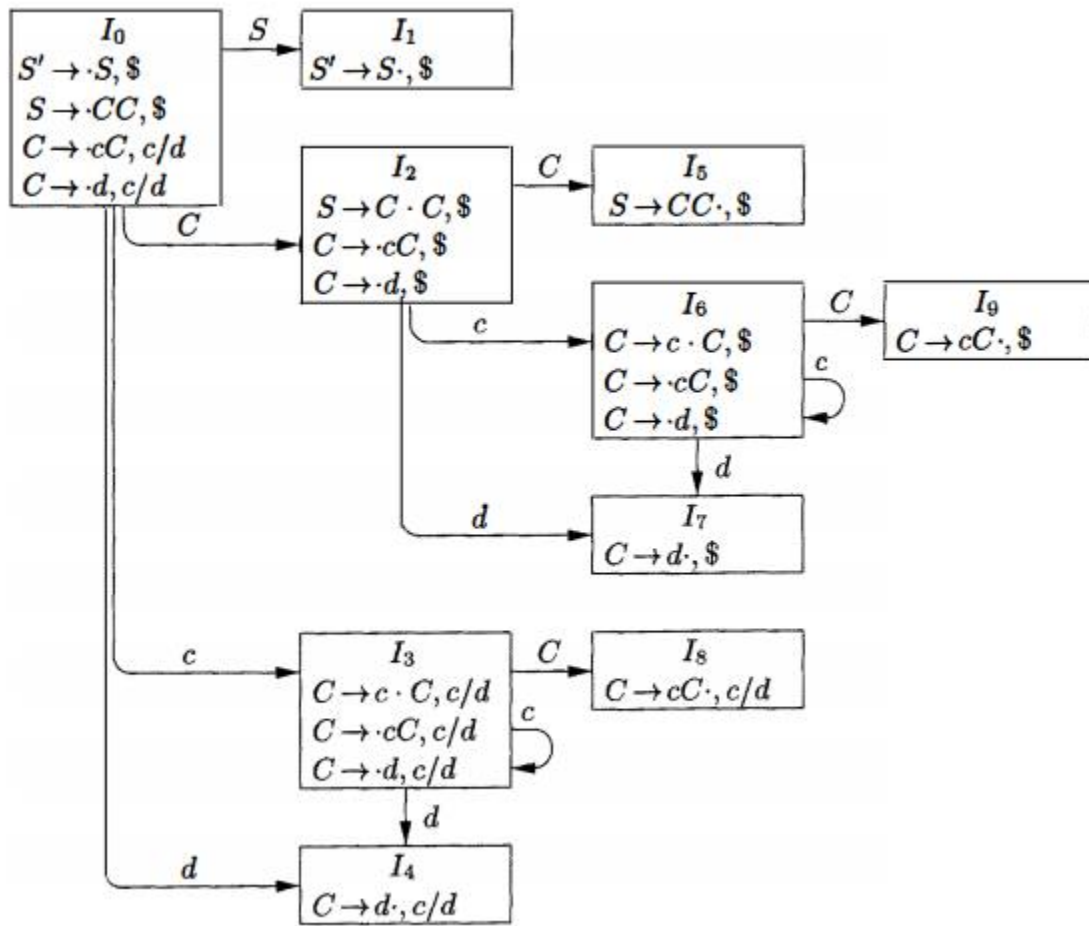 I₀
S′ → ·S, $
S → ·CC, $
C → ·cC, c/d
C → ·d, c/d
S
I₁
S′ → S·, $
C
I₂
S → C · C, $
C → ·cC, $
C → ·d, $
C
I₅
S → CC·, $
c
I₆
C → c · C, $
C → ·cC, $
C → ·d, $
C
I₉
C → cC·, $
c
d
d
I₇
C → d·, $
c
I₃
C → c · C, c/d
C → ·cC, c/d
C → ·d, c/d
C
I₈
C → cC·, c/d
c
d
d
I₄
C → d·, c/d